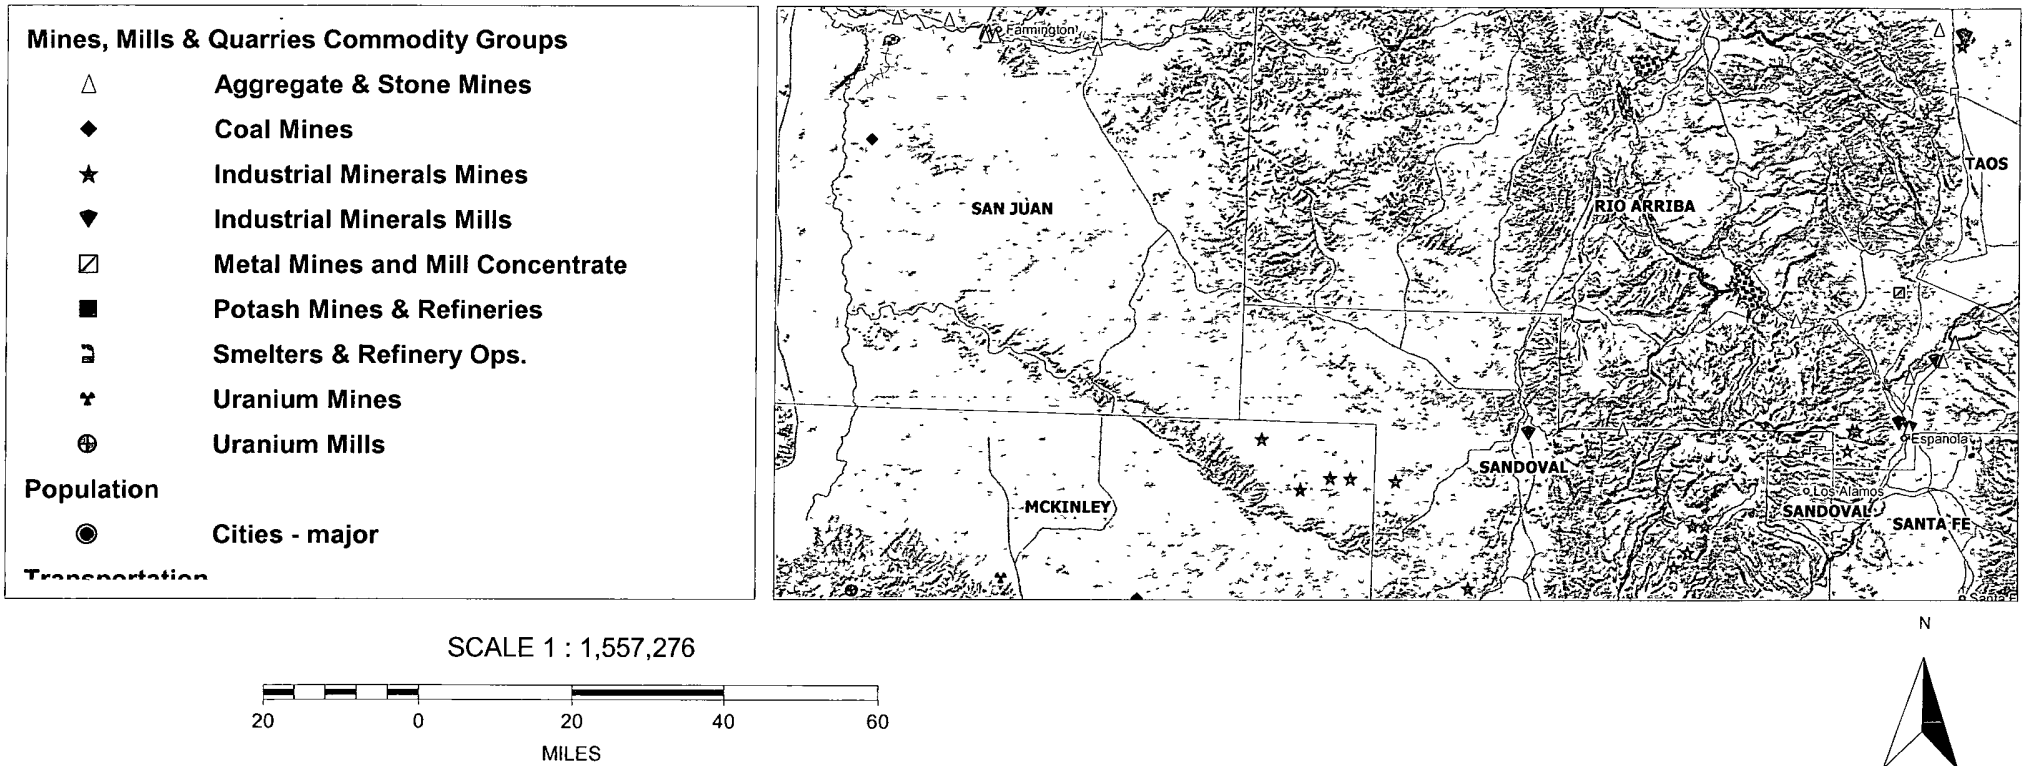 Mines, Mills & Quarries Commodity Groups
Aggregate & Stone Mines
Coal Mines
Industrial Minerals Mines
Industrial Minerals Mills
Metal Mines and Mill Concentrate
Potash Mines & Refineries
Smelters & Refinery Ops.
Uranium Mines
Uranium Mills
Population
Cities - major
Transportation
Farmington
TAOS
SAN JUAN
RIO ARRIBA
Espanola
SANDOVAL
Los Alamos
MCKINLEY
SANDOVAL
SANTA FE
SCALE 1 : 1,557,276
20 0 20 40 60
MILES
N